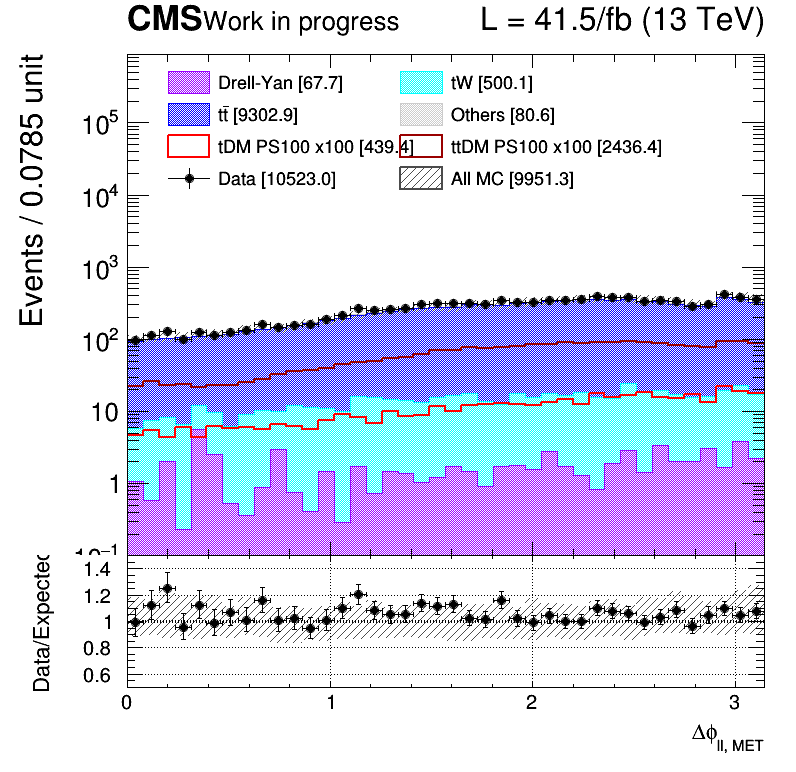 CMS Work in progress L = 41.5/fb (13 TeV)
Drell-Yan [67.7] tW [500.1]
tt̄ [9302.9] Others [80.6]
tDM PS100 x100 [439.4] ttDM PS100 x100 [2436.4]
Data [10523.0] All MC [9951.3]
Events / 0.0785 unit
10⁵
10⁴
10³
10²
10
1
10⁻¹
Data/Expected
1.4
1.2
1
0.8
0.6
0 1 2 3
Δϕ_ll, MET